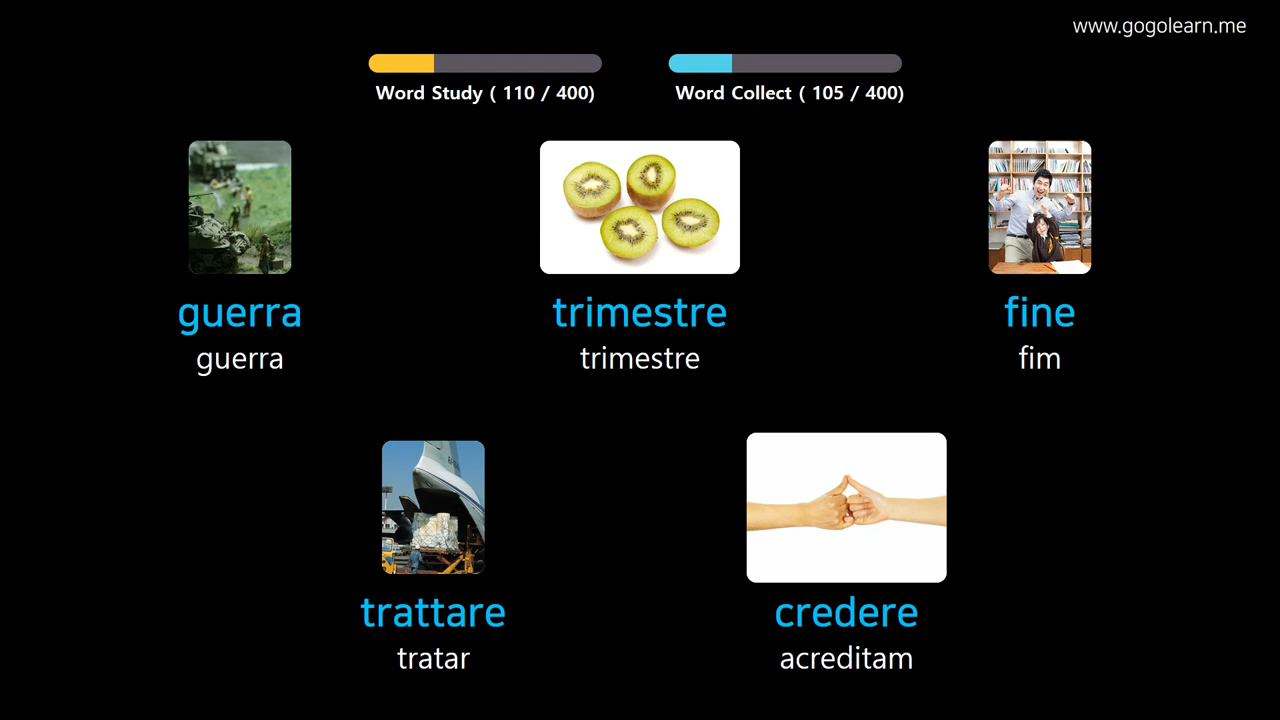 www.gogolearn.me
Word Study ( 110 / 400)
Word Collect ( 105 / 400)
guerra
guerra
trimestre
trimestre
fine
fim
trattare
tratar
credere
acreditam